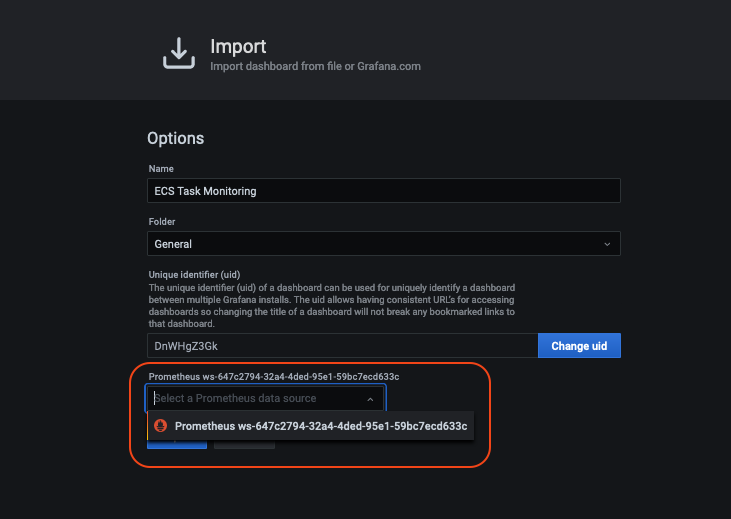 Import
Import dashboard from file or Grafana.com
Options
Name
ECS Task Monitoring
Folder
General
Unique identifier (uid)
The unique identifier (uid) of a dashboard can be used for uniquely identify a dashboard
between multiple Grafana installs. The uid allows having consistent URL's for accessing
dashboards so changing the title of a dashboard will not break any bookmarked links to
that dashboard.
DnWHgZ3Gk
Change uid
Prometheus ws-647c2794-32a4-4ded-95e1-59bc7ecd633c
Select a Prometheus data source
Prometheus ws-647c2794-32a4-4ded-95e1-59bc7ecd633c